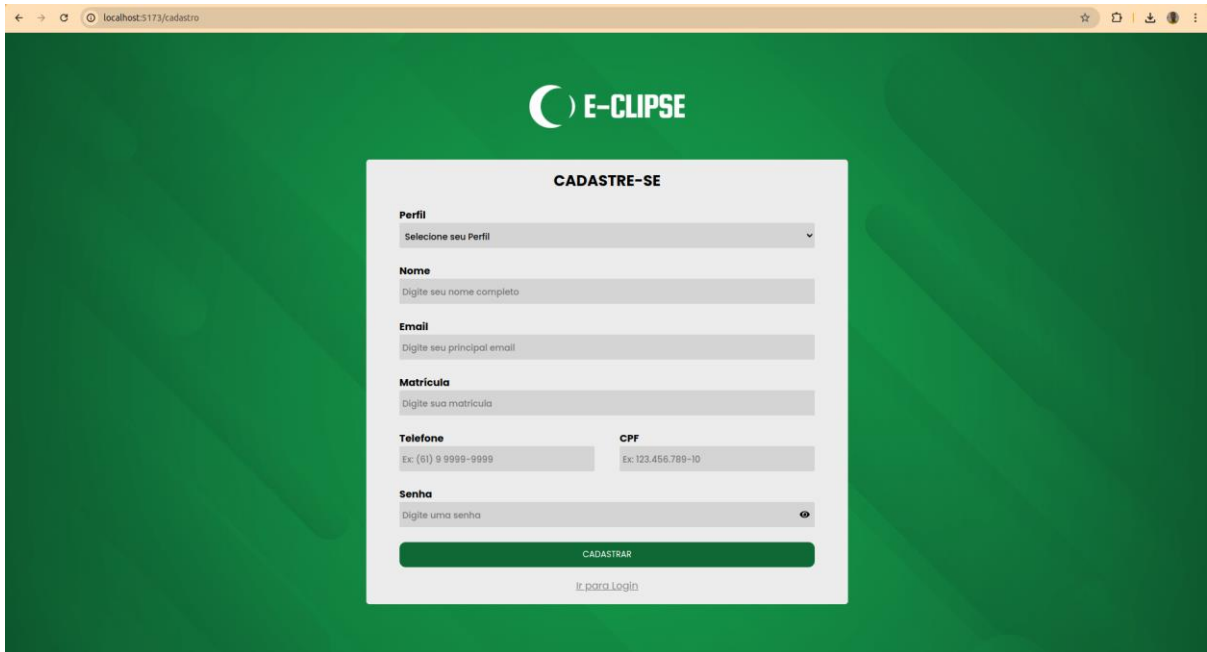 localhost:5173/cadastro
E-CLIPSE
CADASTRE-SE
Perfil
Selecione seu Perfil
Nome
Digite seu nome completo
Email
Digite seu principal email
Matrícula
Digite sua matrícula
Telefone CPF
Ex: (61) 9 9999-9999 Ex: 123.456.789-10
Senha
Digite uma senha
CADASTRAR
Ir para Login